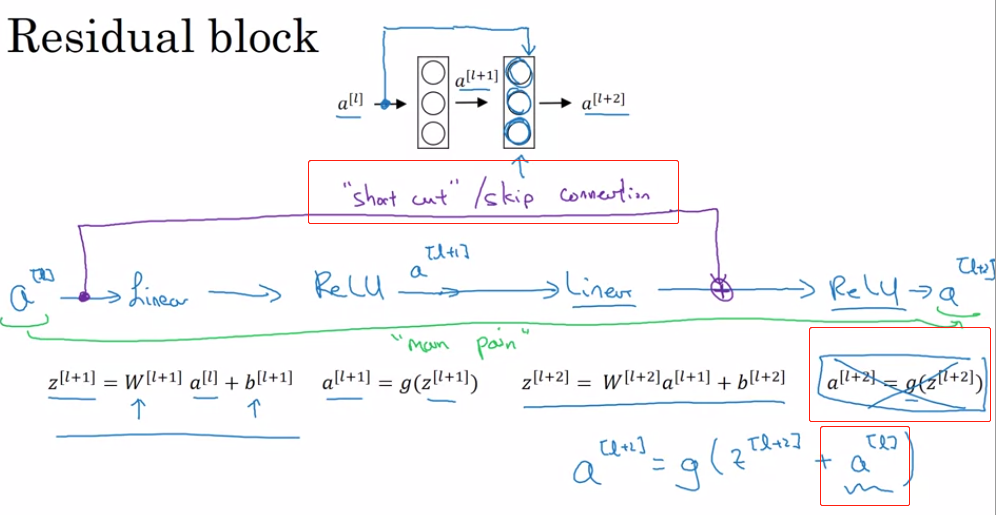 Residual block
a[l] a[l+1] a[l+2]
"short cut" / skip connection
a[l] Linear ReLU a[l+1] Linear ReLU a[l+2]
"main path"
z[l+1] = W[l+1] a[l] + b[l+1] a[l+1] = g(z[l+1]) z[l+2] = W[l+2]a[l+1] + b[l+2] a[l+2] = g(z[l+2])
a[l+2] = g(z[l+2] + a[l])